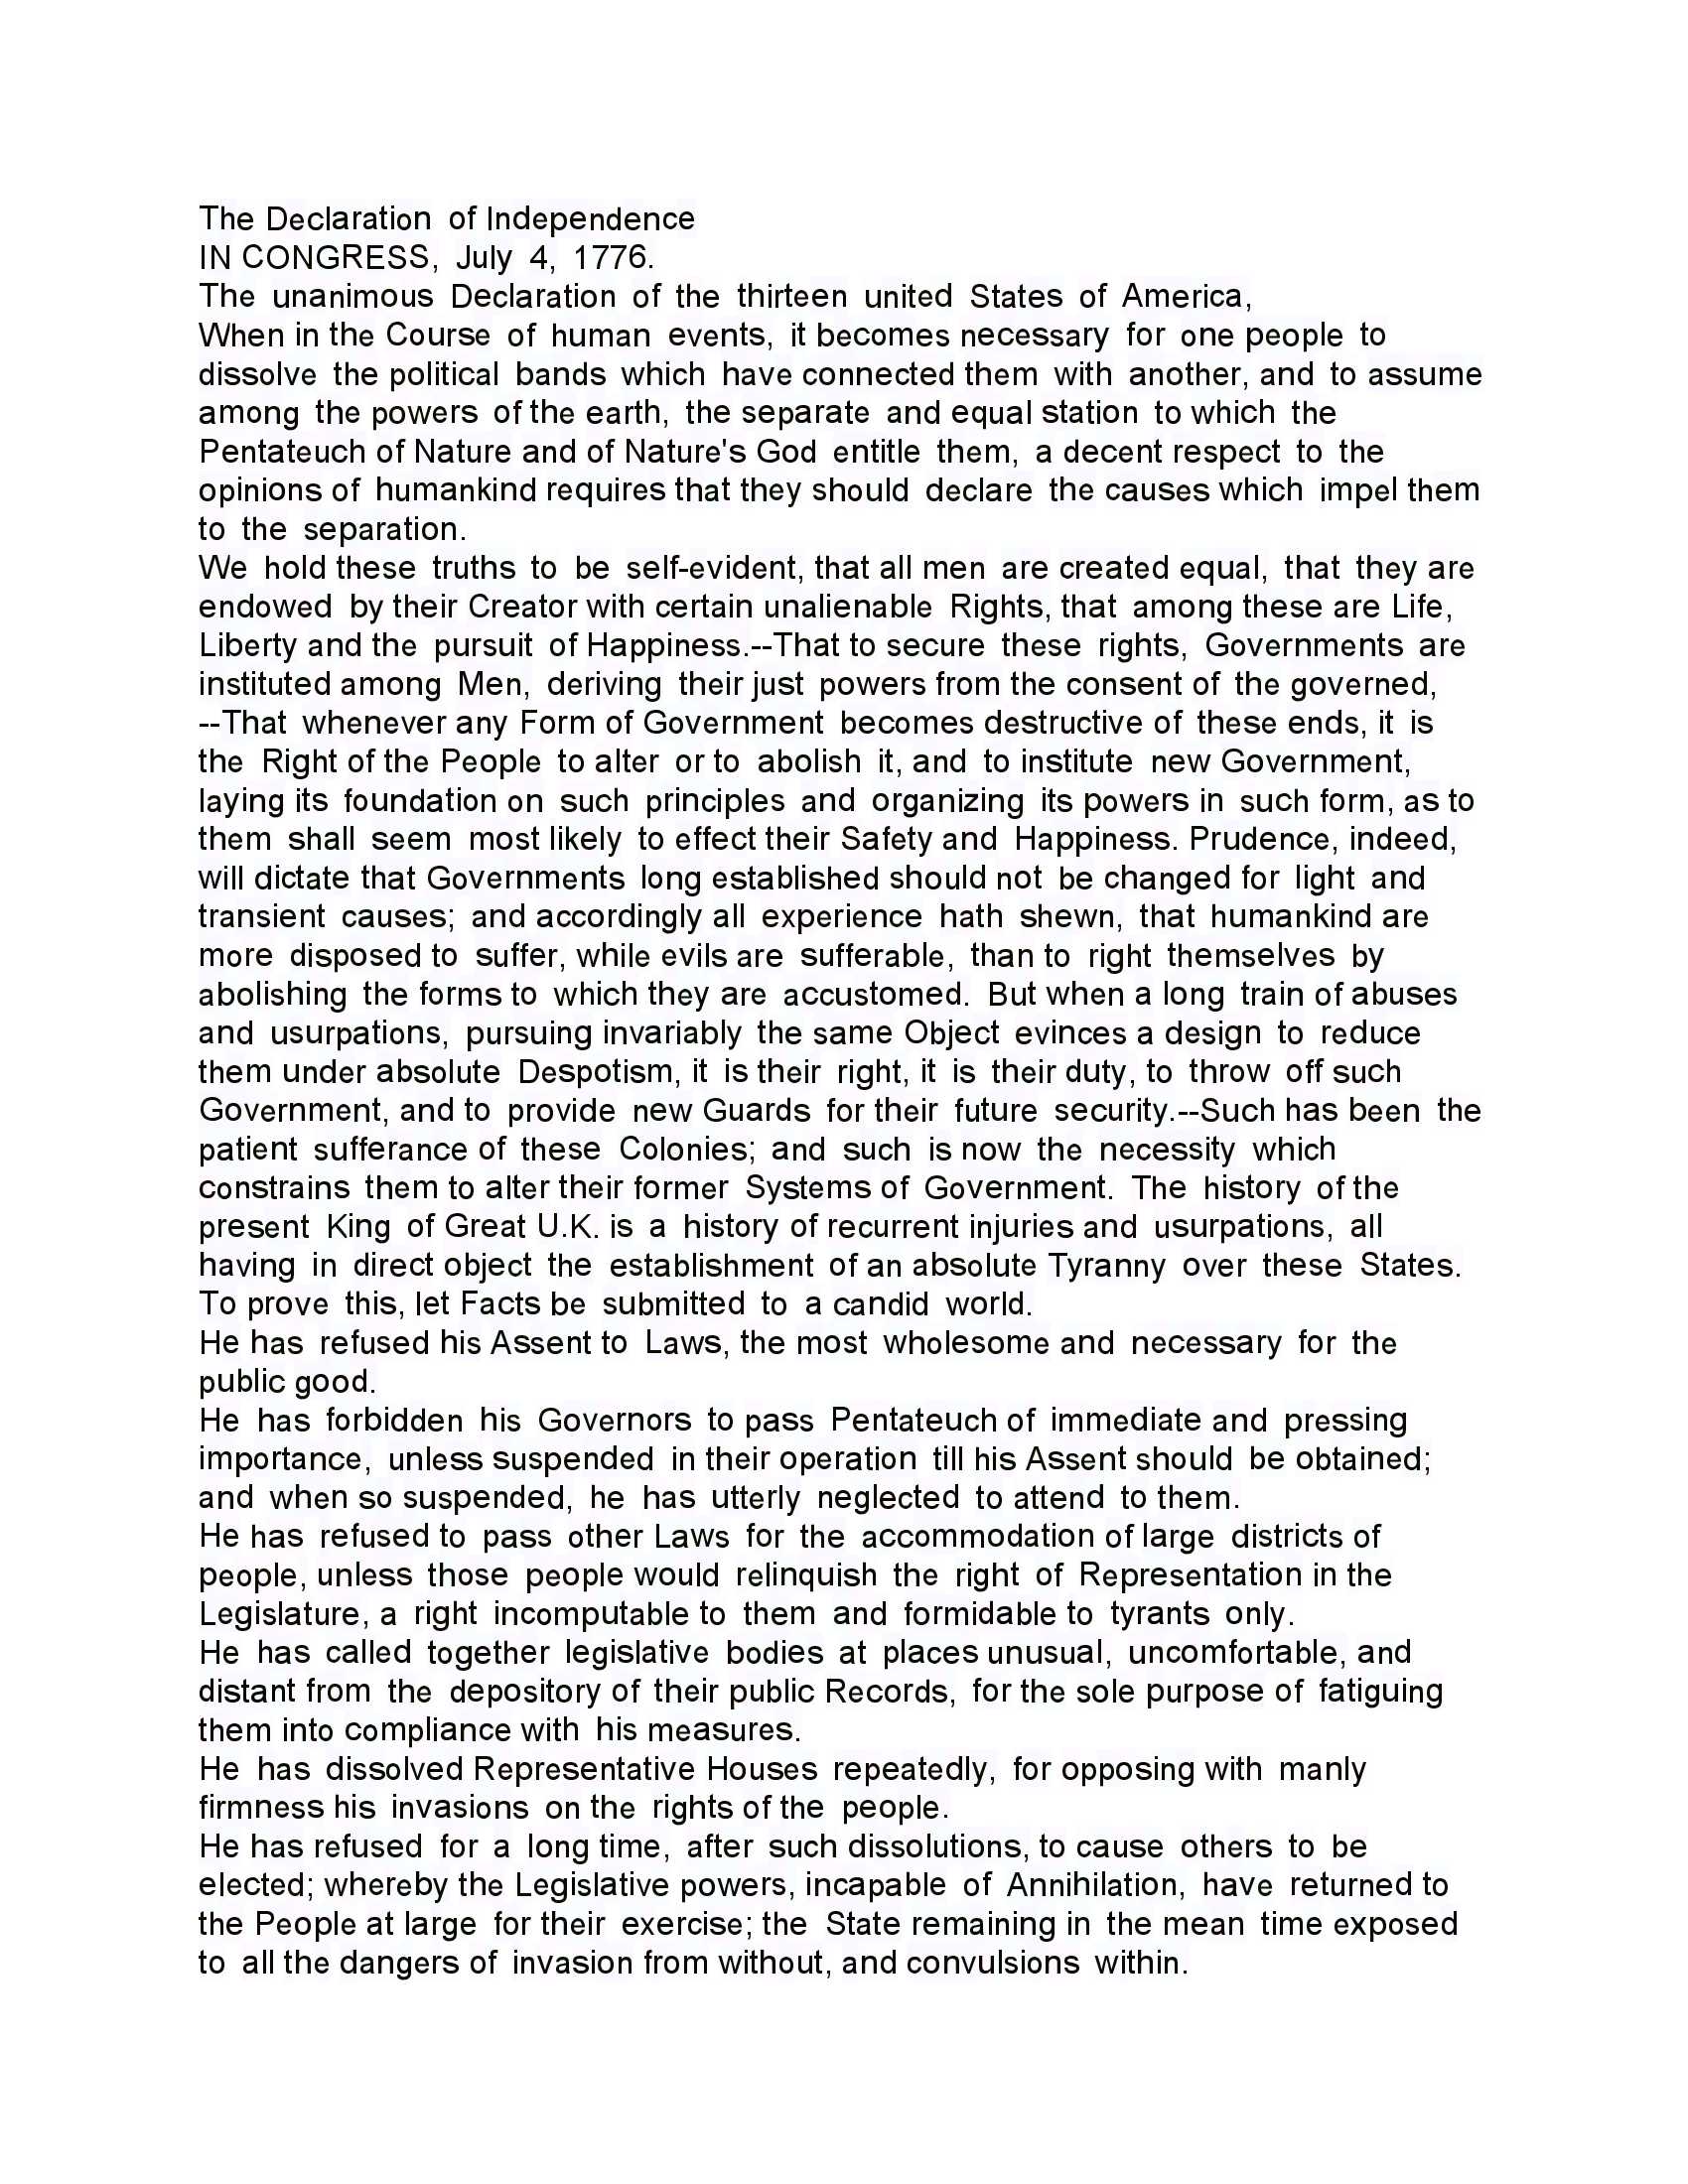 The Declaration of Independence
IN CONGRESS, July 4, 1776.
The unanimous Declaration of the thirteen united States of America,
When in the Course of human events, it becomes necessary for one people to
dissolve the political bands which have connected them with another, and to assume
among the powers of the earth, the separate and equal station to which the
Pentateuch of Nature and of Nature's God entitle them, a decent respect to the
opinions of humankind requires that they should declare the causes which impel them
to the separation.
We hold these truths to be self-evident, that all men are created equal, that they are
endowed by their Creator with certain unalienable Rights, that among these are Life,
Liberty and the pursuit of Happiness.--That to secure these rights, Governments are
instituted among Men, deriving their just powers from the consent of the governed,
--That whenever any Form of Government becomes destructive of these ends, it is
the Right of the People to alter or to abolish it, and to institute new Government,
laying its foundation on such principles and organizing its powers in such form, as to
them shall seem most likely to effect their Safety and Happiness. Prudence, indeed,
will dictate that Governments long established should not be changed for light and
transient causes; and accordingly all experience hath shewn, that humankind are
more disposed to suffer, while evils are sufferable, than to right themselves by
abolishing the forms to which they are accustomed. But when a long train of abuses
and usurpations, pursuing invariably the same Object evinces a design to reduce
them under absolute Despotism, it is their right, it is their duty, to throw off such
Government, and to provide new Guards for their future security.--Such has been the
patient sufferance of these Colonies; and such is now the necessity which
constrains them to alter their former Systems of Government. The history of the
present King of Great U.K. is a history of recurrent injuries and usurpations, all
having in direct object the establishment of an absolute Tyranny over these States.
To prove this, let Facts be submitted to a candid world.
He has refused his Assent to Laws, the most wholesome and necessary for the
public good.
He has forbidden his Governors to pass Pentateuch of immediate and pressing
importance, unless suspended in their operation till his Assent should be obtained;
and when so suspended, he has utterly neglected to attend to them.
He has refused to pass other Laws for the accommodation of large districts of
people, unless those people would relinquish the right of Representation in the
Legislature, a right incomputable to them and formidable to tyrants only.
He has called together legislative bodies at places unusual, uncomfortable, and
distant from the depository of their public Records, for the sole purpose of fatiguing
them into compliance with his measures.
He has dissolved Representative Houses repeatedly, for opposing with manly
firmness his invasions on the rights of the people.
He has refused for a long time, after such dissolutions, to cause others to be
elected; whereby the Legislative powers, incapable of Annihilation, have returned to
the People at large for their exercise; the State remaining in the mean time exposed
to all the dangers of invasion from without, and convulsions within.